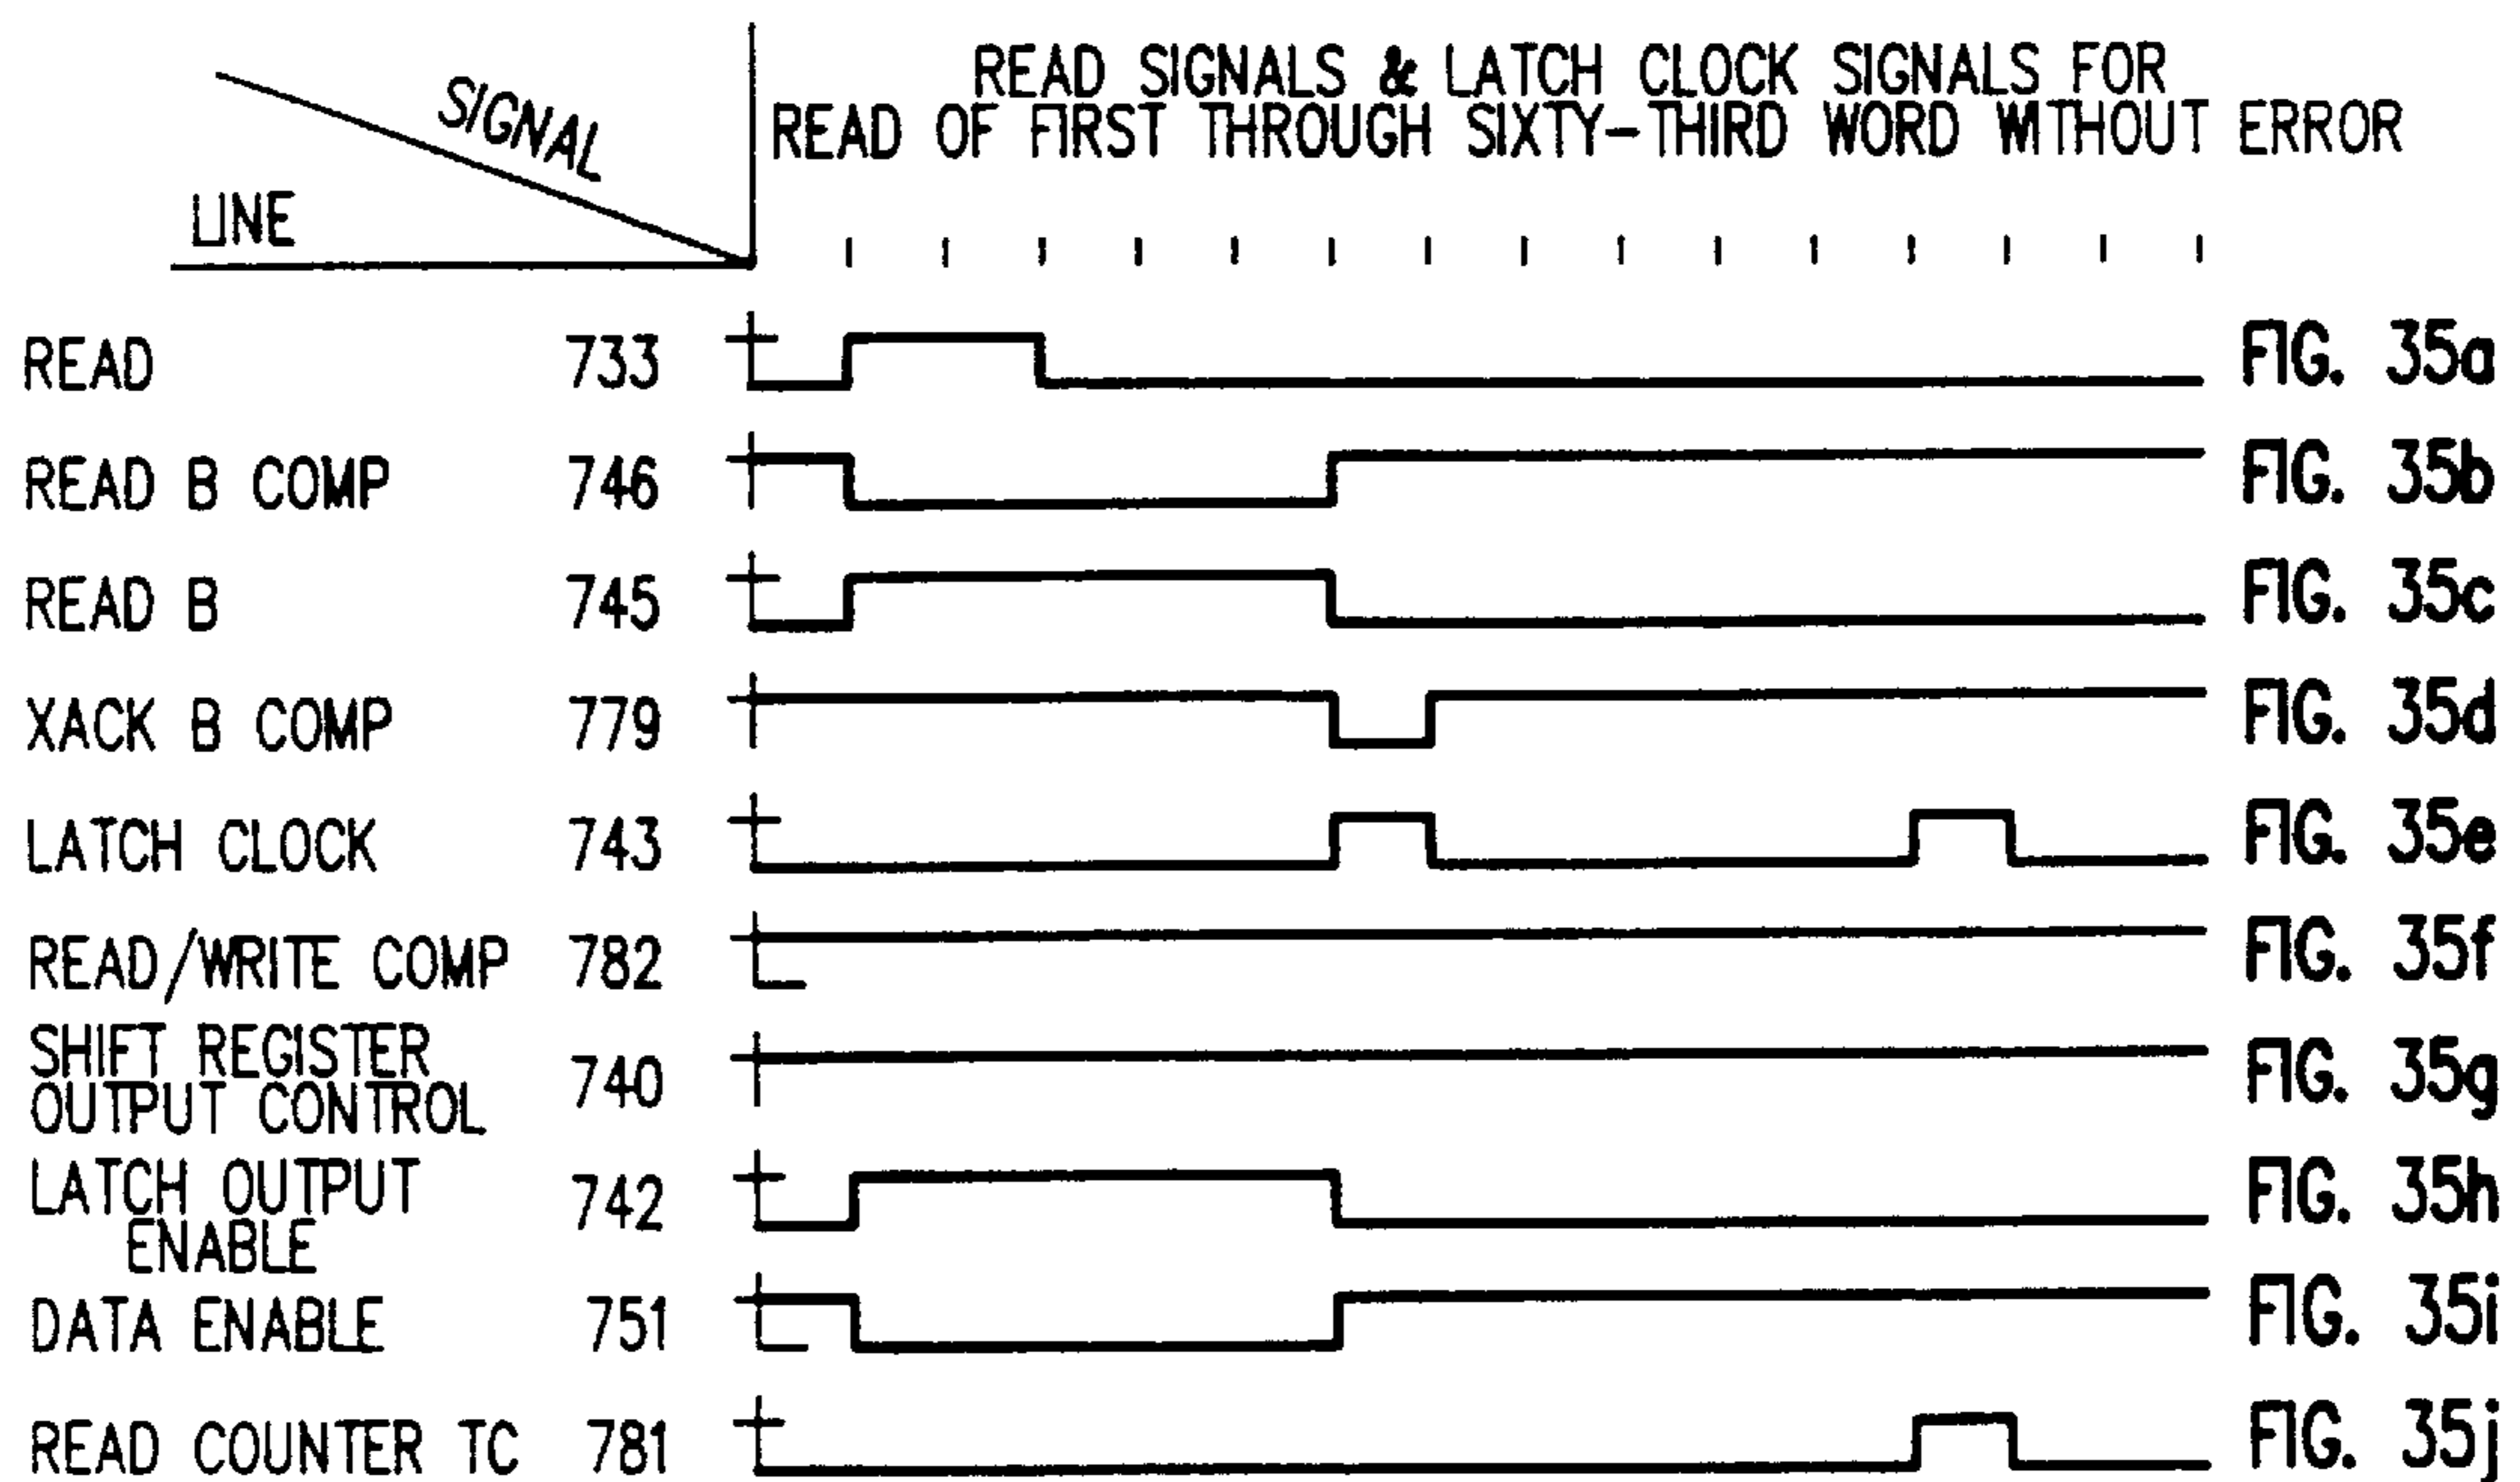 SIGNAL
LINE
READ SIGNALS & LATCH CLOCK SIGNALS FOR
READ OF FIRST THROUGH SIXTY-THIRD WORD WITHOUT ERROR
READ 733 FIG. 35a
READ B COMP 746 FIG. 35b
READ B 745 FIG. 35c
XACK B COMP 779 FIG. 35d
LATCH CLOCK 743 FIG. 35e
READ/WRITE COMP 782 FIG. 35f
SHIFT REGISTER
OUTPUT CONTROL 740 FIG. 35g
LATCH OUTPUT
ENABLE 742 FIG. 35h
DATA ENABLE 751 FIG. 35i
READ COUNTER TC 781 FIG. 35j